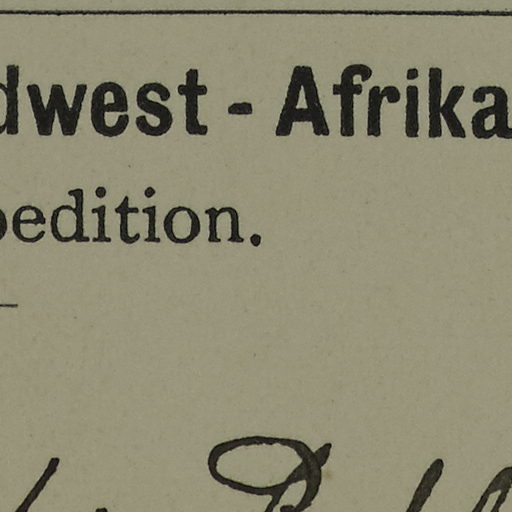 dwest - Afrika
pedition.